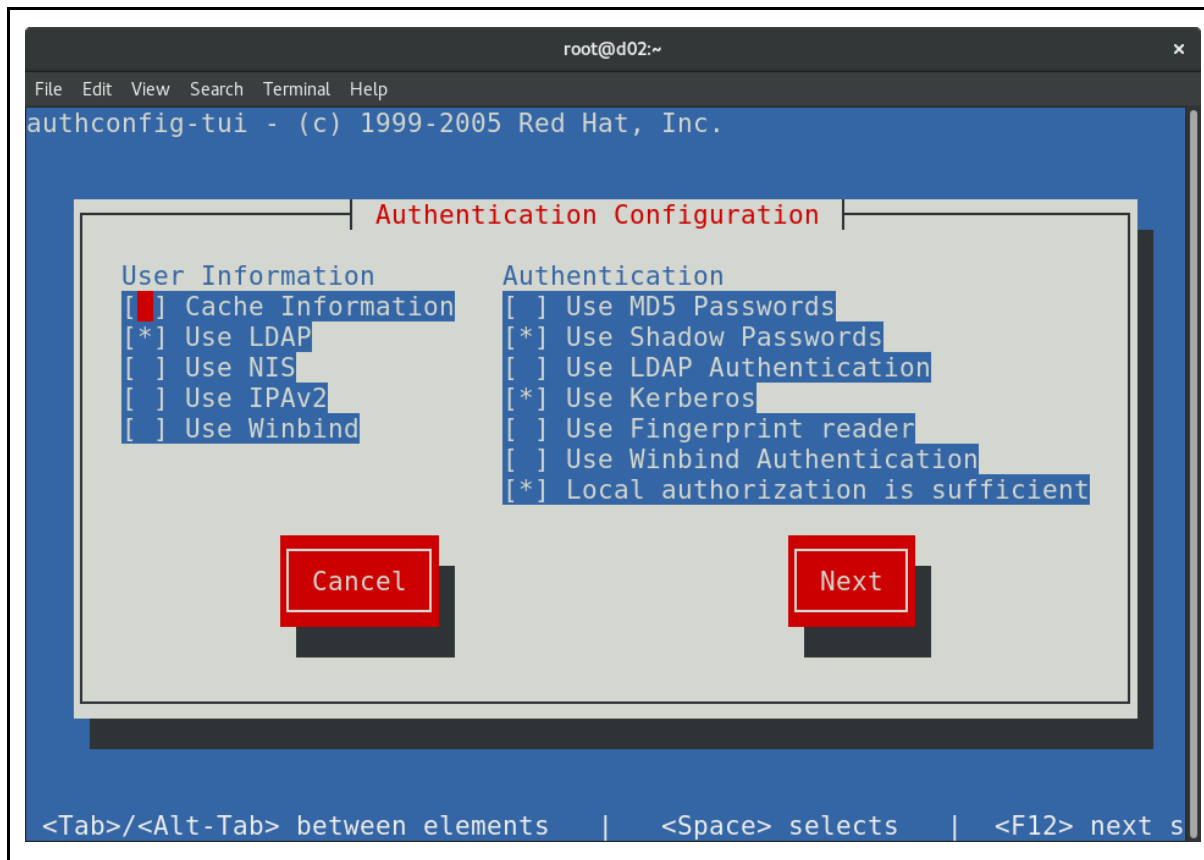 root@d02:~ ×
File Edit View Search Terminal Help
authconfig-tui - (c) 1999-2005 Red Hat, Inc.
Authentication Configuration
User Information
[ ] Cache Information
[*] Use LDAP
[ ] Use NIS
[ ] Use IPAv2
[ ] Use Winbind
Authentication
[ ] Use MD5 Passwords
[*] Use Shadow Passwords
[ ] Use LDAP Authentication
[*] Use Kerberos
[ ] Use Fingerprint reader
[ ] Use Winbind Authentication
[*] Local authorization is sufficient
Cancel
Next
<Tab>/<Alt-Tab> between elements | <Space> selects | <F12> next s